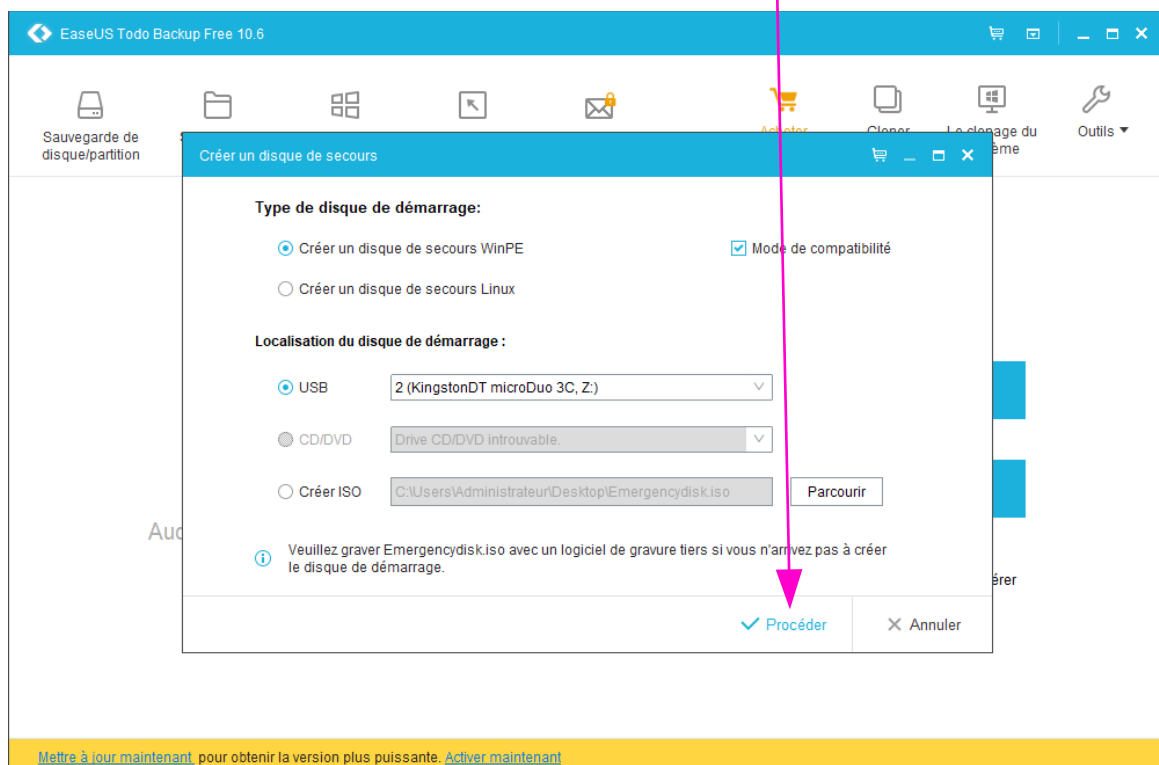 EaseUS Todo Backup Free 10.6
Sauvegarde de
disque/partition
Outils
Créer un disque de secours
Type de disque de démarrage:
Créer un disque de secours WinPE
Mode de compatibilité
Créer un disque de secours Linux
Localisation du disque de démarrage :
USB
2 (KingstonDT microDuo 3C, Z:)
CD/DVD
Drive CD/DVD introuvable.
Créer ISO
C:\Users\Administrateur\Desktop\Emergencydisk.iso
Parcourir
Veuillez graver Emergencydisk.iso avec un logiciel de gravure tiers si vous n'arrivez pas à créer
le disque de démarrage.
Procéder
Annuler
Mettre à jour maintenant pour obtenir la version plus puissante. Activer maintenant